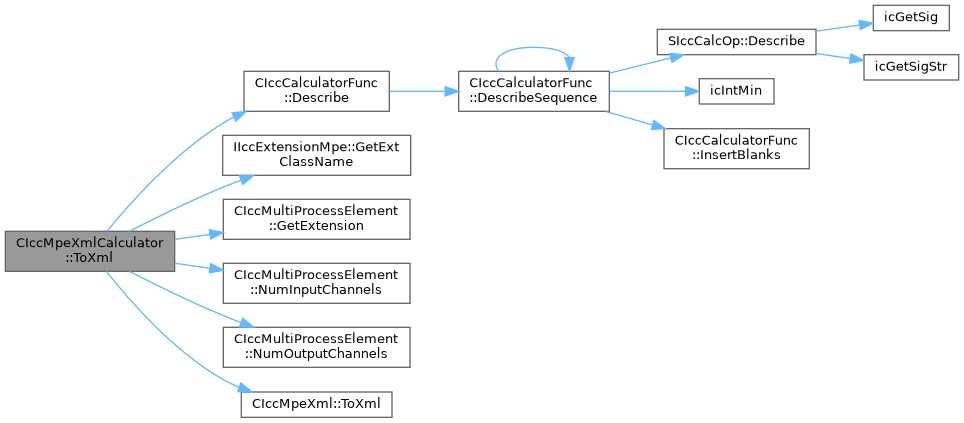 CIccMpeXmlCalculator
::ToXml
CIccCalculatorFunc
::Describe
IIccExtensionMpe::GetExt
ClassName
CIccMultiProcessElement
::GetExtension
CIccMultiProcessElement
::NumInputChannels
CIccMultiProcessElement
::NumOutputChannels
CIccMpeXml::ToXml
CIccCalculatorFunc
::DescribeSequence
SIccCalcOp::Describe
icIntMin
CIccCalculatorFunc
::InsertBlanks
icGetSig
icGetSigStr